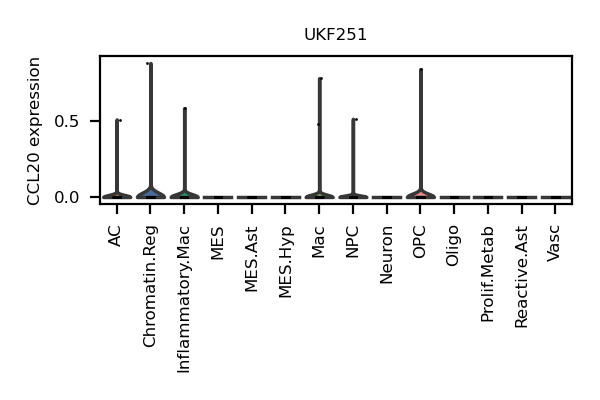 UKF251
CCL20 expression
0.5
0.0
AC
Chromatin.Reg
Inflammatory.Mac
MES
MES.Ast
MES.Hyp
Mac
NPC
Neuron
OPC
Oligo
Prolif.Metab
Reactive.Ast
Vasc